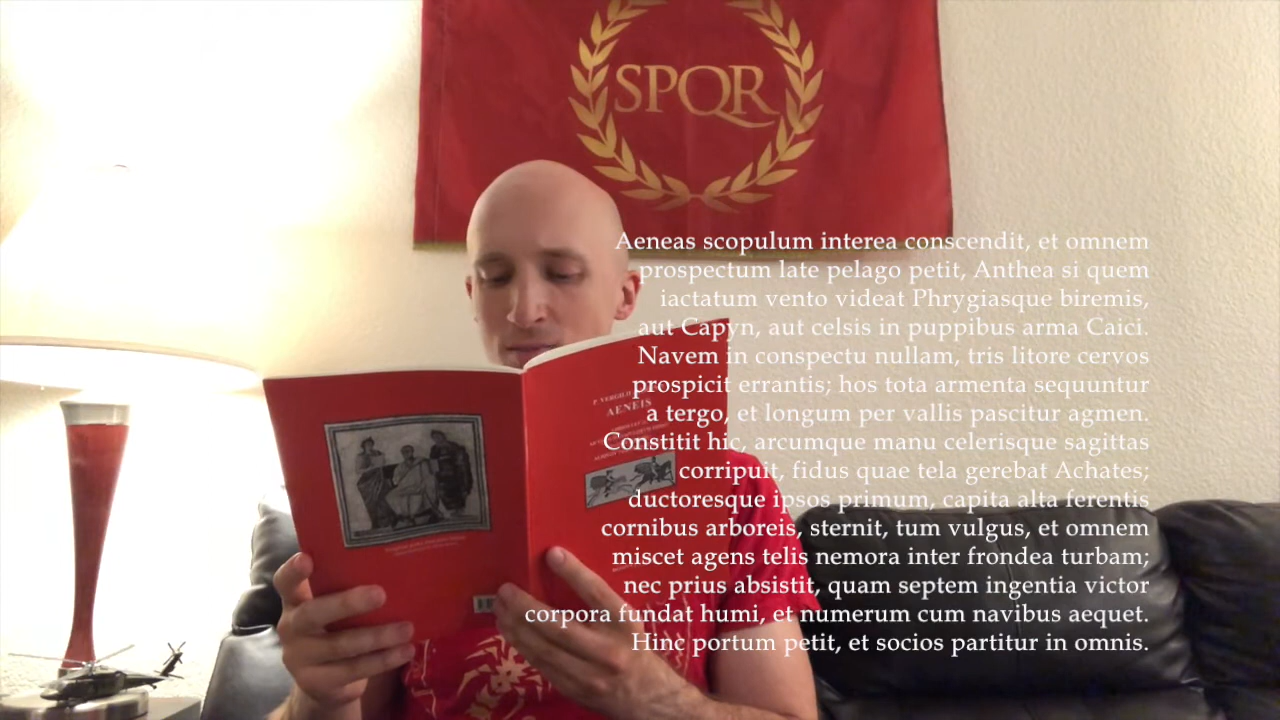 SPQR
Aeneas scopulum interea conscendit, et omnem
prospectum late pelago petit, Anthea si quem
iactatum vento videat Phrygiasque biremis,
aut Capyn, aut celsis in puppibus arma Caici.
Navem in conspectu nullam, tris litore cervos
prospicit errantis; hos tota armenta sequuntur
a tergo, et longum per vallis pascitur agmen.
Constitit hic, arcumque manu celerisque sagittas
corripuit, fidus quae tela gerebat Achates;
ductoresque ipsos primum, capita alta ferentis
cornibus arboreis, sternit, tum vulgus, et omnem
miscet agens telis nemora inter frondea turbam;
nec prius absistit, quam septem ingentia victor
corpora fundat humi, et numerum cum navibus aequet.
Hinc portum petit, et socios partitur in omnis.
P. VERGILII
AENEIS